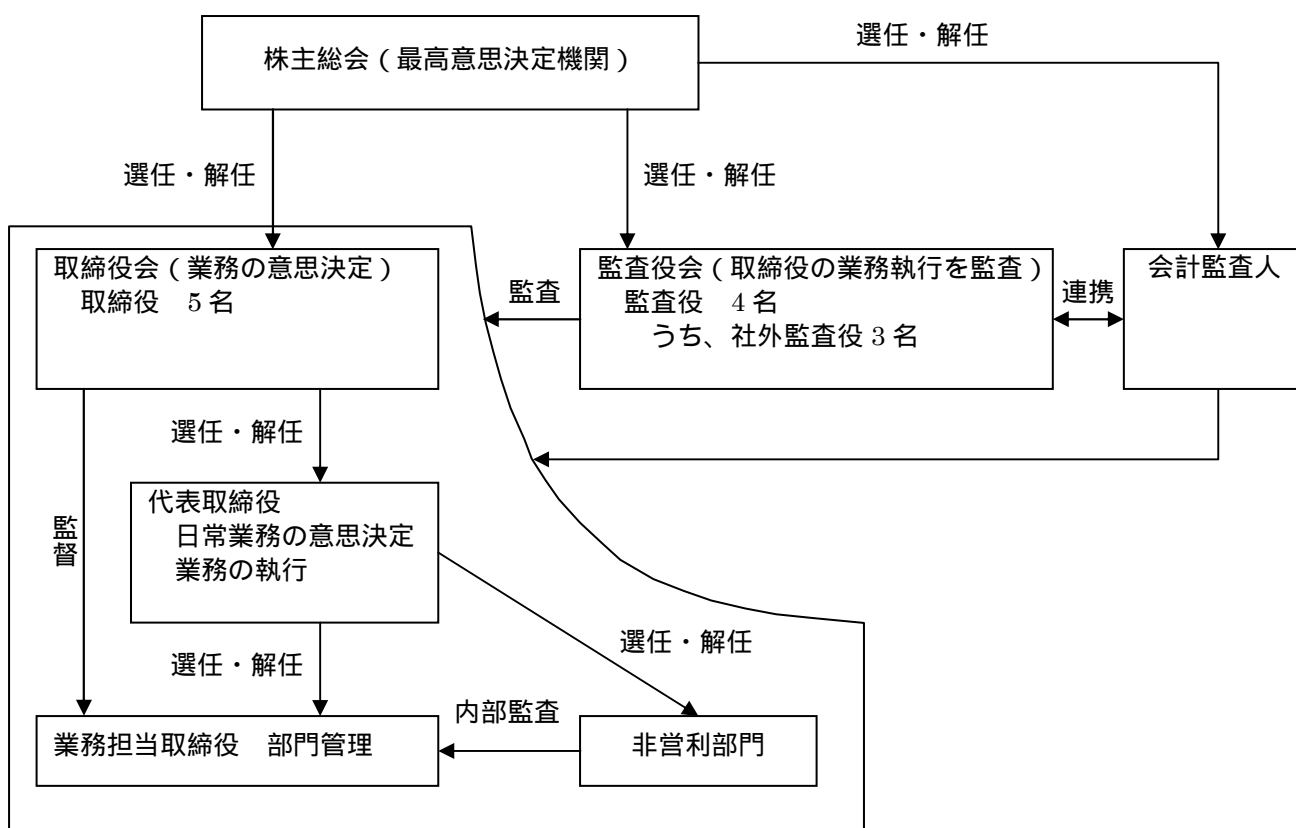 選任・解任
株主総会（最高意思決定機関）
選任・解任
選任・解任
取締役会（業務の意思決定）
取締役　5 名
監査
監査役会（取締役の業務執行を監査）
監査役　4 名
うち、社外監査役 3 名
連携
会計監査人
選任・解任
監督
代表取締役
日常業務の意思決定
業務の執行
選任・解任
選任・解任
業務担当取締役　部門管理
内部監査
非営利部門